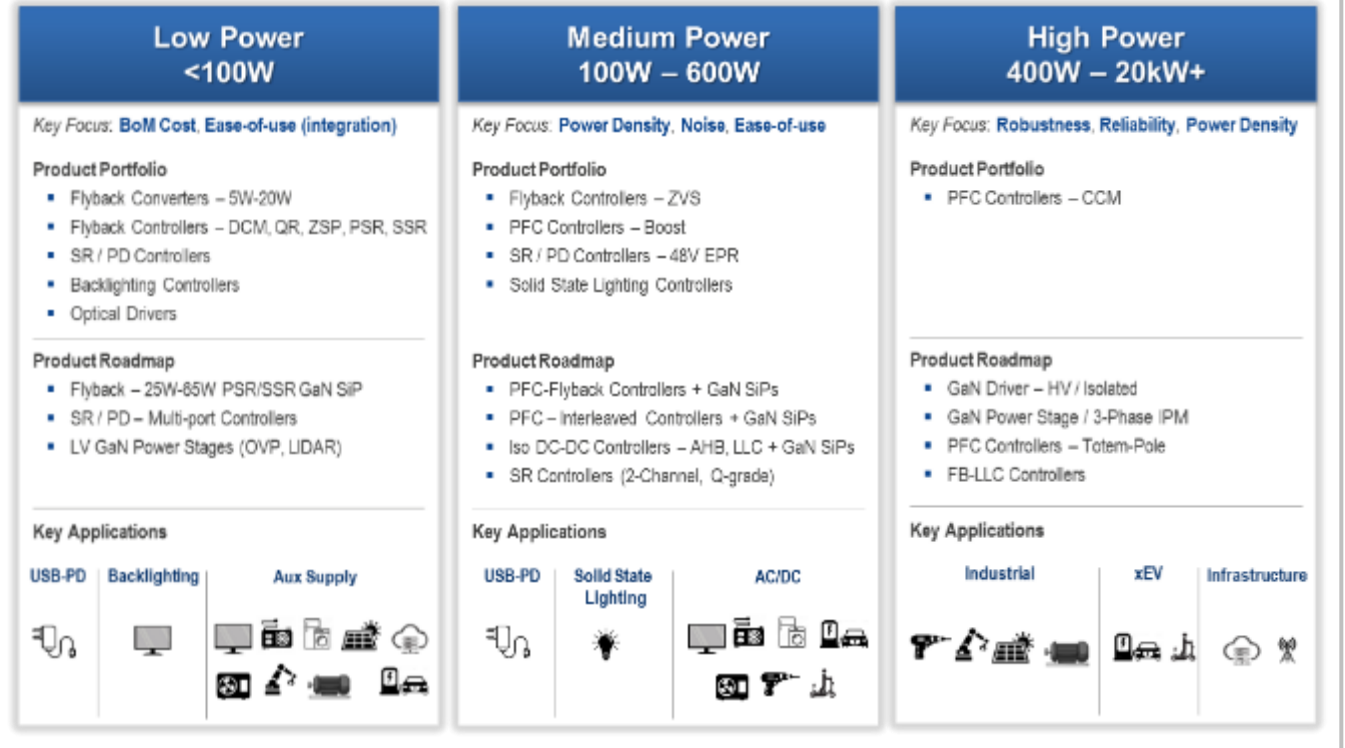 Low Power
<100W
Key Focus: BoM Cost, Ease-of-use (integration)
Product Portfolio
▪ Flyback Converters – 5W-20W
▪ Flyback Controllers – DCM, QR, ZSP, PSR, SSR
▪ SR / PD Controllers
▪ Backlighting Controllers
▪ Optical Drivers
Product Roadmap
▪ Flyback – 25W-65W PSR/SSR GaN SiP
▪ SR / PD – Multi-port Controllers
▪ LV GaN Power Stages (OVP, LIDAR)
Key Applications
USB-PD
Backlighting
Aux Supply
Medium Power
100W – 600W
Key Focus: Power Density, Noise, Ease-of-use
Product Portfolio
▪ Flyback Controllers – ZVS
▪ PFC Controllers – Boost
▪ SR / PD Controllers – 48V EPR
▪ Solid State Lighting Controllers
Product Roadmap
▪ PFC-Flyback Controllers + GaN SiPs
▪ PFC – Interleaved Controllers + GaN SiPs
▪ Iso DC-DC Controllers – AHB, LLC + GaN SiPs
▪ SR Controllers (2-Channel, Q-grade)
Key Applications
USB-PD
Solid State
Lighting
AC/DC
High Power
400W – 20kW+
Key Focus: Robustness, Reliability, Power Density
Product Portfolio
▪ PFC Controllers – CCM
Product Roadmap
▪ GaN Driver – HV / Isolated
▪ GaN Power Stage / 3-Phase IPM
▪ PFC Controllers – Totem-Pole
▪ FB-LLC Controllers
Key Applications
Industrial
xEV
Infrastructure